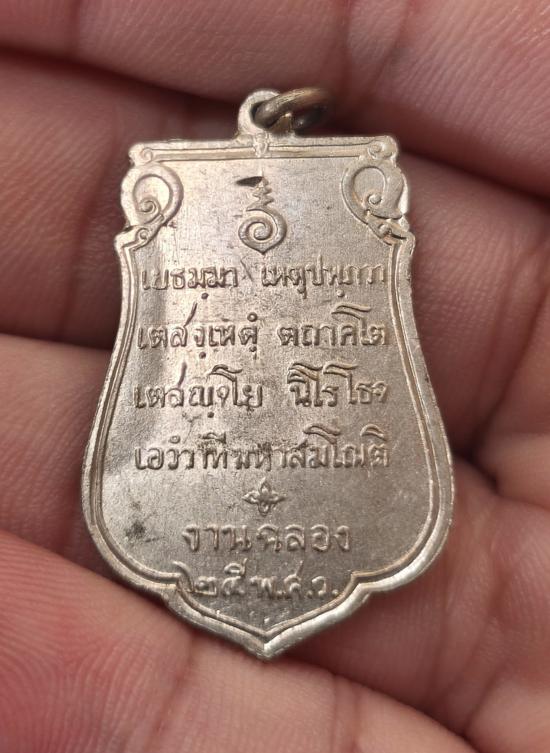 เยธมฺมา เหตุปฺปภวา
เตสํ เหตุํ ตถาคโต
เตสญฺจโย นิโรโธจ
เอวํวาที มหาสมโณติ
งานฉลอง
๒๕ พ.ศ.ว.